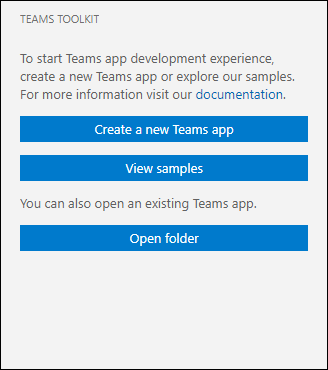 TEAMS TOOLKIT
To start Teams app development experience,
create a new Teams app or explore our samples.
For more information visit our documentation.
Create a new Teams app
View samples
You can also open an existing Teams app.
Open folder